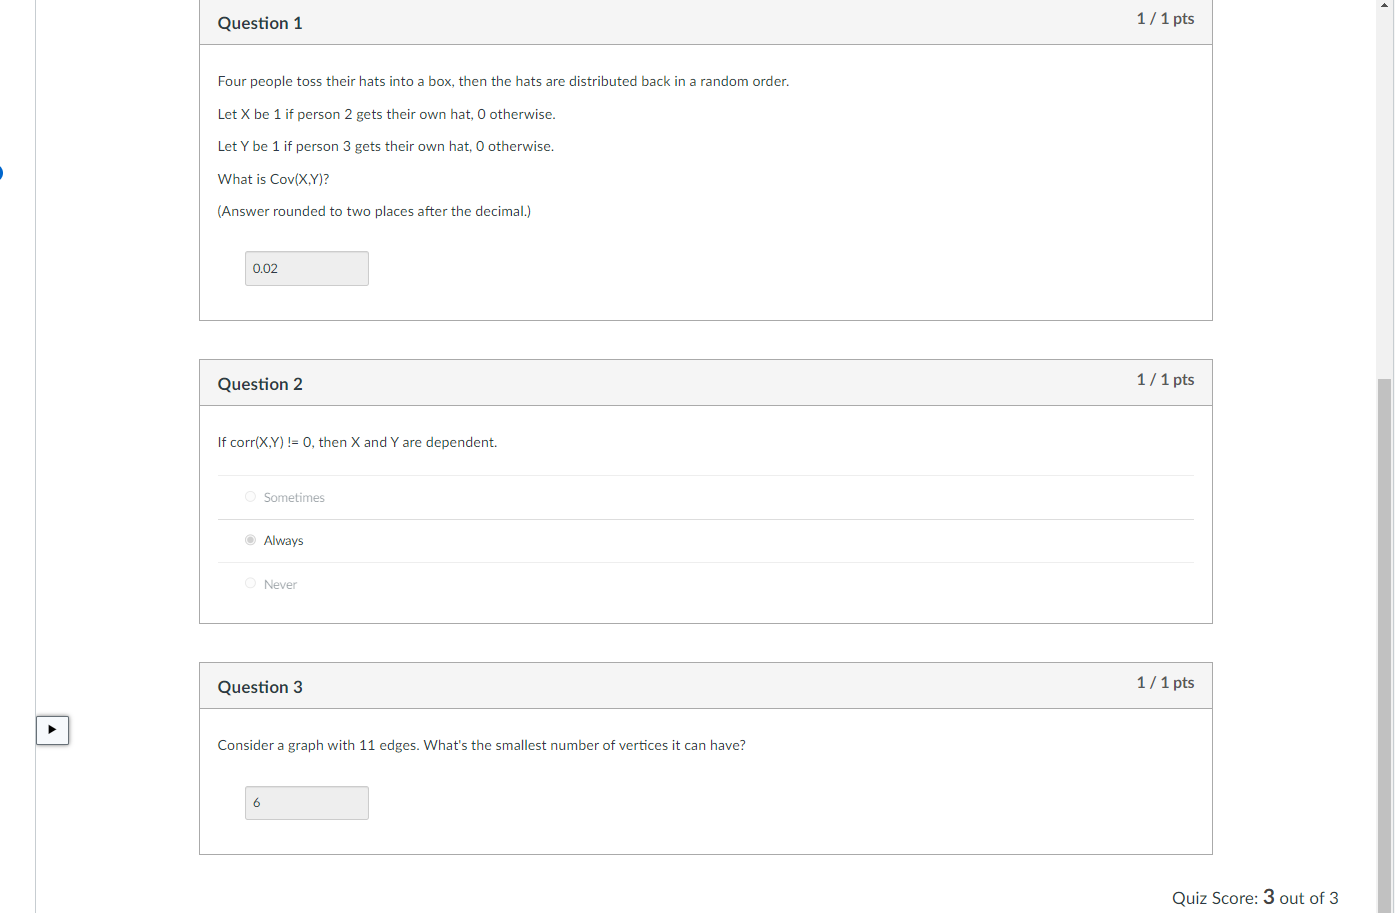 Question 1
1 / 1 pts
Four people toss their hats into a box, then the hats are distributed back in a random order.
Let X be 1 if person 2 gets their own hat, 0 otherwise.
Let Y be 1 if person 3 gets their own hat, 0 otherwise.
What is Cov(X,Y)?
(Answer rounded to two places after the decimal.)
0.02
Question 2
1 / 1 pts
If corr(X,Y) != 0, then X and Y are dependent.
Sometimes
Always
Never
Question 3
1 / 1 pts
Consider a graph with 11 edges. What's the smallest number of vertices it can have?
6
Quiz Score: 3 out of 3